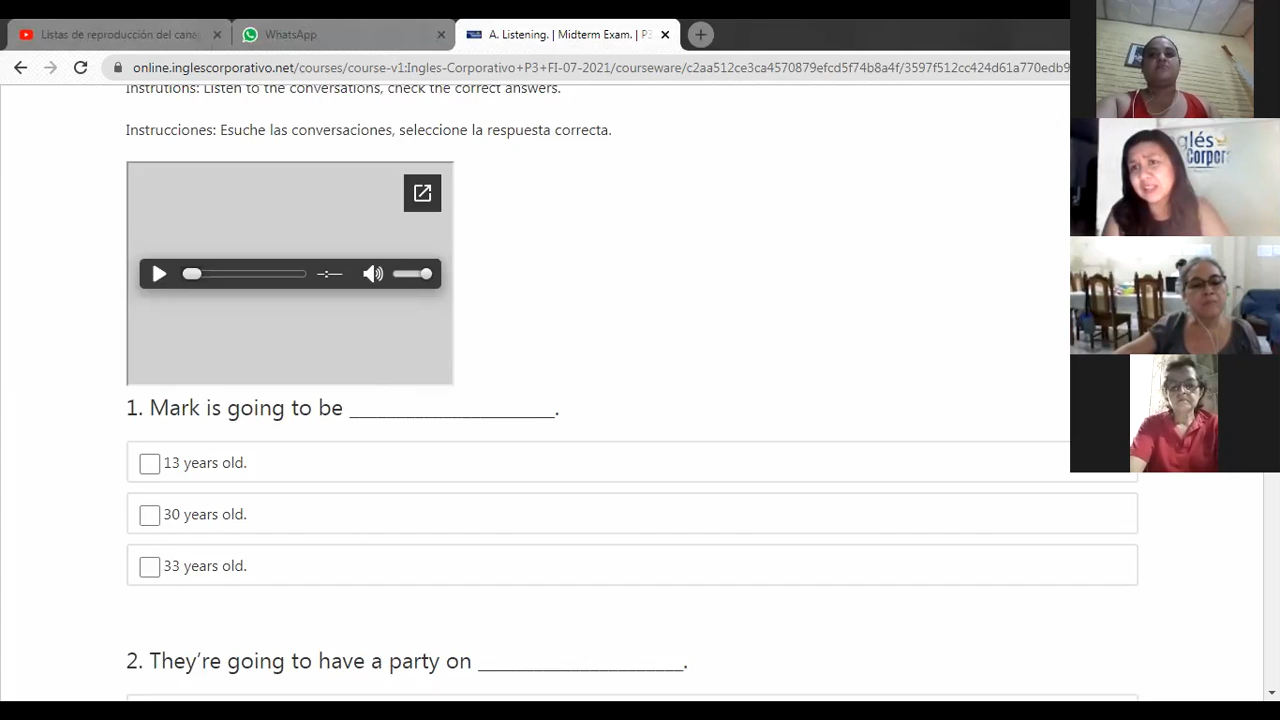 Listas de reproducción del cana
WhatsApp
A. Listening. | Midterm Exam. | P3
online.inglescorporativo.net/courses/course-v1:Ingles-Corporativo+P3+FI-07-2021/courseware/c2aa512ce3ca4570879efcd5f74b8a4f/3597f512cc424d61a770edb9
Instrutions: Listen to the conversations, check the correct answers.
Instrucciones: Esuche las conversaciones, seleccione la respuesta correcta.
glés
Corpor
-:--
1. Mark is going to be ____________________.
13 years old.
30 years old.
33 years old.
2. They’re going to have a party on ____________________.